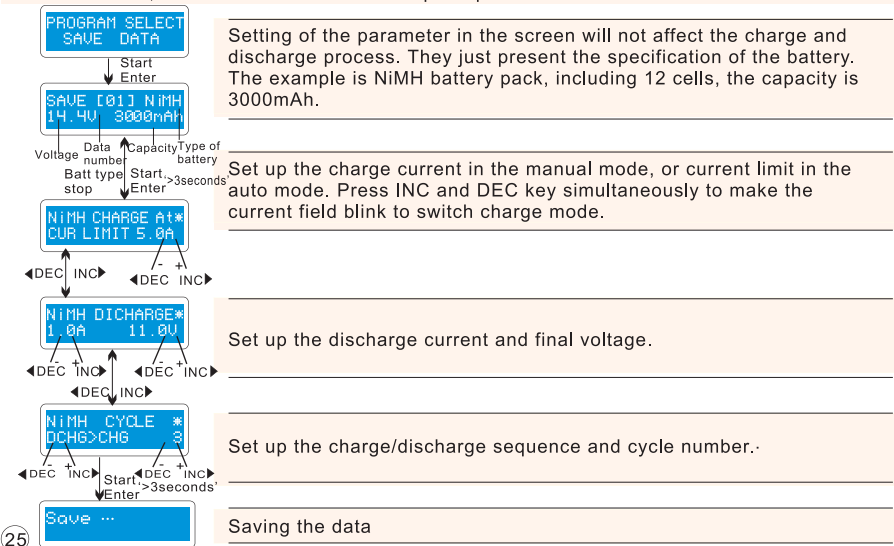 PROGRAM SELECT
SAVE DATA
Start
Enter
Setting of the parameter in the screen will not affect the charge and
discharge process. They just present the specification of the battery.
The example is NiMH battery pack, including 12 cells, the capacity is
3000mAh.
SAVE [01] NiMH
14.4V 3000mAh
Voltage
Data
number
Capacity
Type of
battery
Batt type
stop
Start
Enter
>3seconds
Set up the charge current in the manual mode, or current limit in the
auto mode. Press INC and DEC key simultaneously to make the
current field blink to switch charge mode.
NiMH CHARGE At*
CUR LIMIT 5.0A
◀DEC INC▶
- +
◀DEC INC▶
NiMH DICHARGE*
1.0A 11.0V
Set up the discharge current and final voltage.
- +
◀DEC INC▶
- +
◀DEC INC▶
◀DEC INC▶
NiMH CYCLE *
DCHG>CHG 3
Set up the charge/discharge sequence and cycle number.
- +
◀DEC INC▶
- +
◀DEC INC▶
Start
Enter
>3seconds
Save ...
Saving the data
25